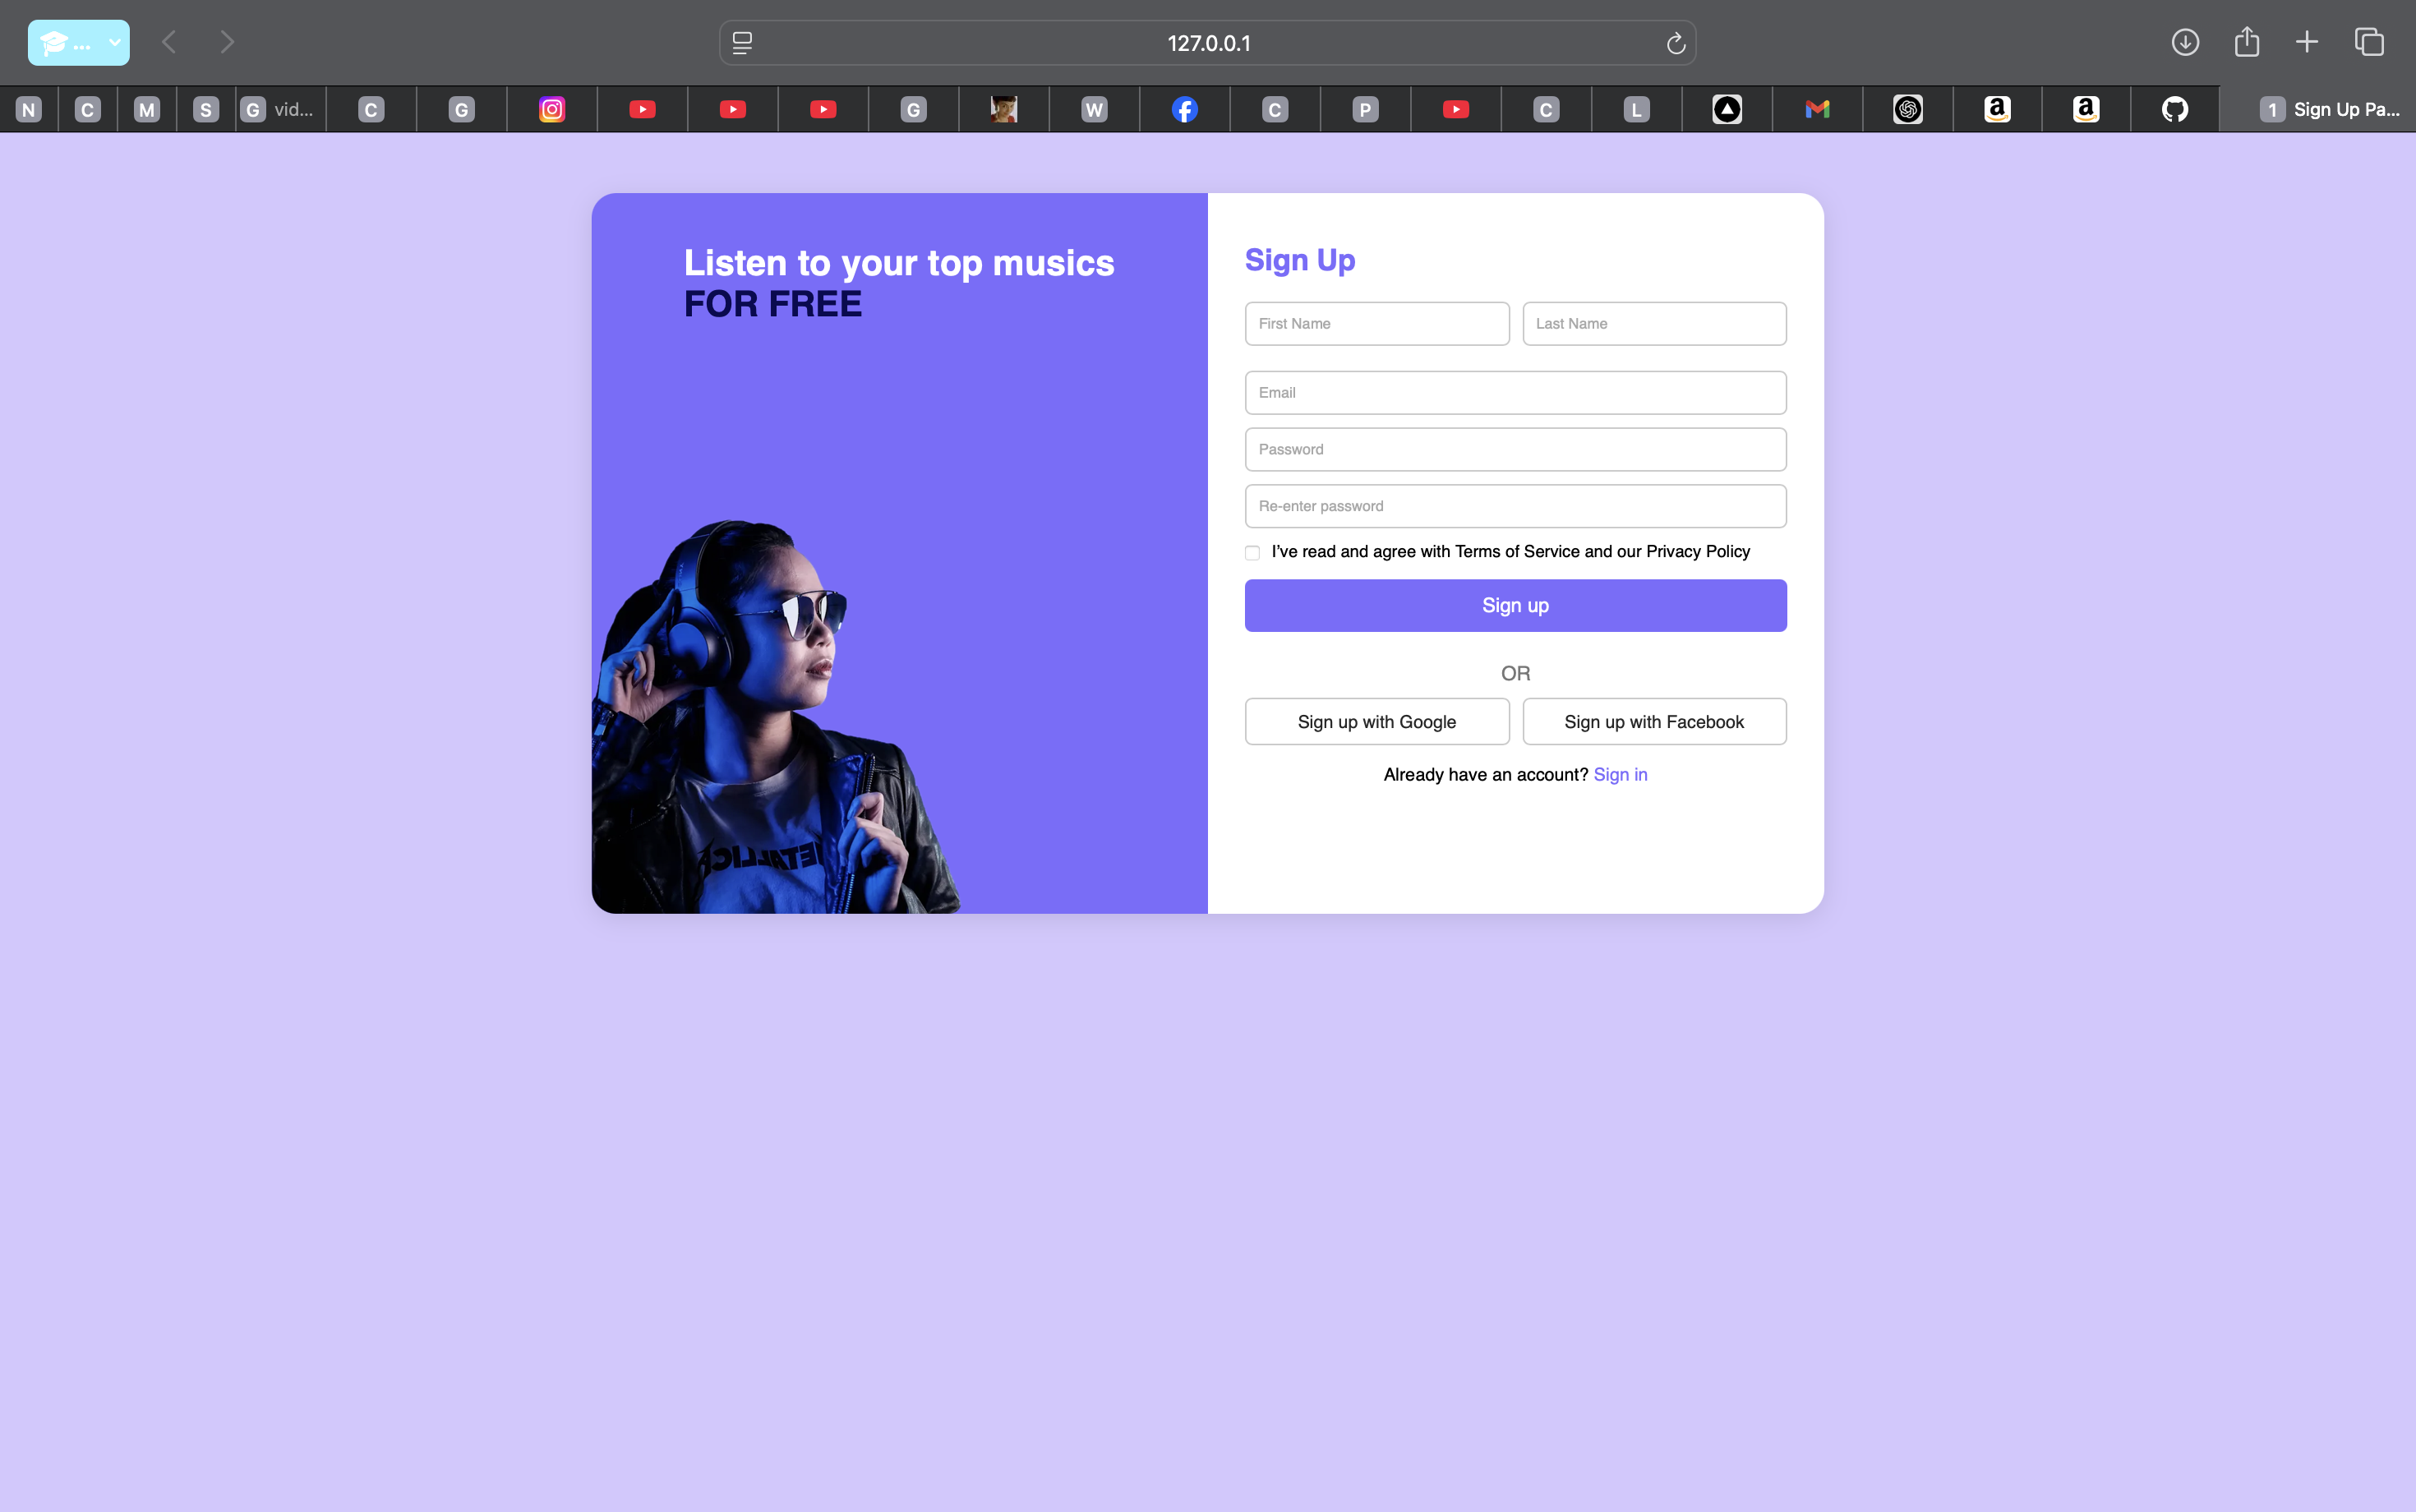 ...
127.0.0.1
N
C
M
S
G vid...
C
G
G
W
C
P
C
L
a
a
1 Sign Up Pa...
Listen to your top musics
FOR FREE
Sign Up
First Name
Last Name
Email
Password
Re-enter password
I've read and agree with Terms of Service and our Privacy Policy
Sign up
OR
Sign up with Google
Sign up with Facebook
Already have an account? Sign in